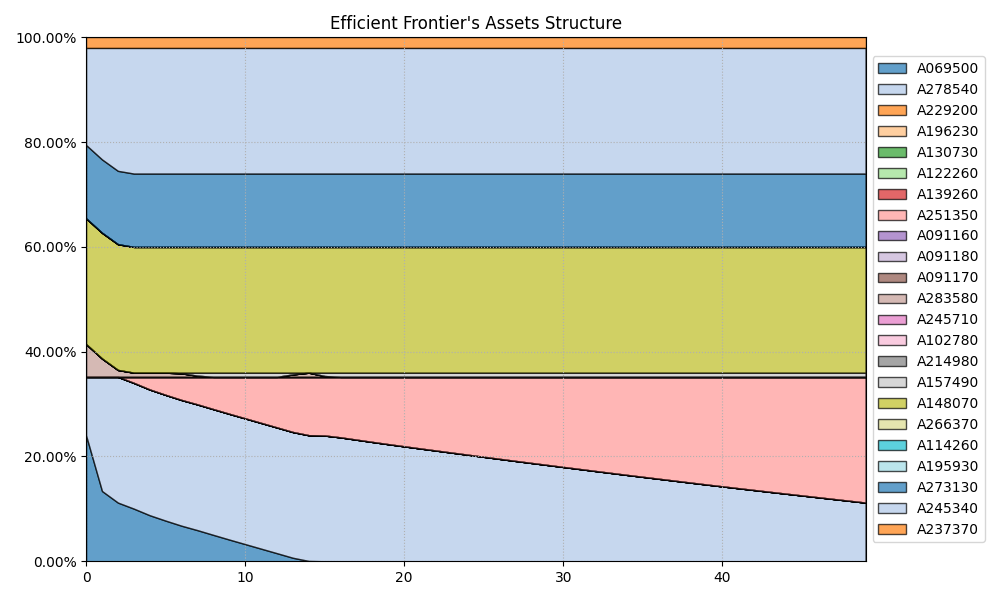 Efficient Frontier's Assets Structure
100.00%
80.00%
60.00%
40.00%
20.00%
0.00%
0
10
20
30
40
A069500
A278540
A229200
A196230
A130730
A122260
A139260
A251350
A091160
A091180
A091170
A283580
A245710
A102780
A214980
A157490
A148070
A266370
A114260
A195930
A273130
A245340
A237370